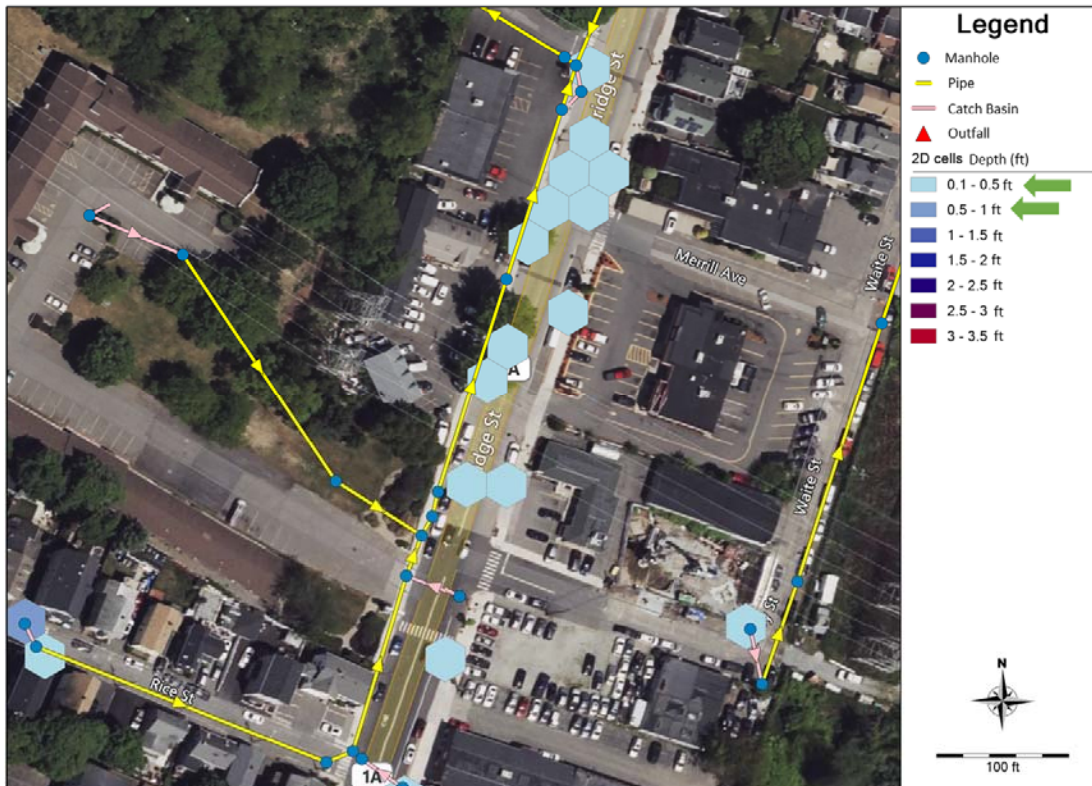 ridge St
Merrill Ave
Waite St
A
dge St
Waite St
y St
Rice St
1A
Legend
Manhole
Pipe
Catch Basin
Outfall
2D cells Depth (ft)
0.1 - 0.5 ft
0.5 - 1 ft
1 - 1.5 ft
1.5 - 2 ft
2 - 2.5 ft
2.5 - 3 ft
3 - 3.5 ft
N
100 ft